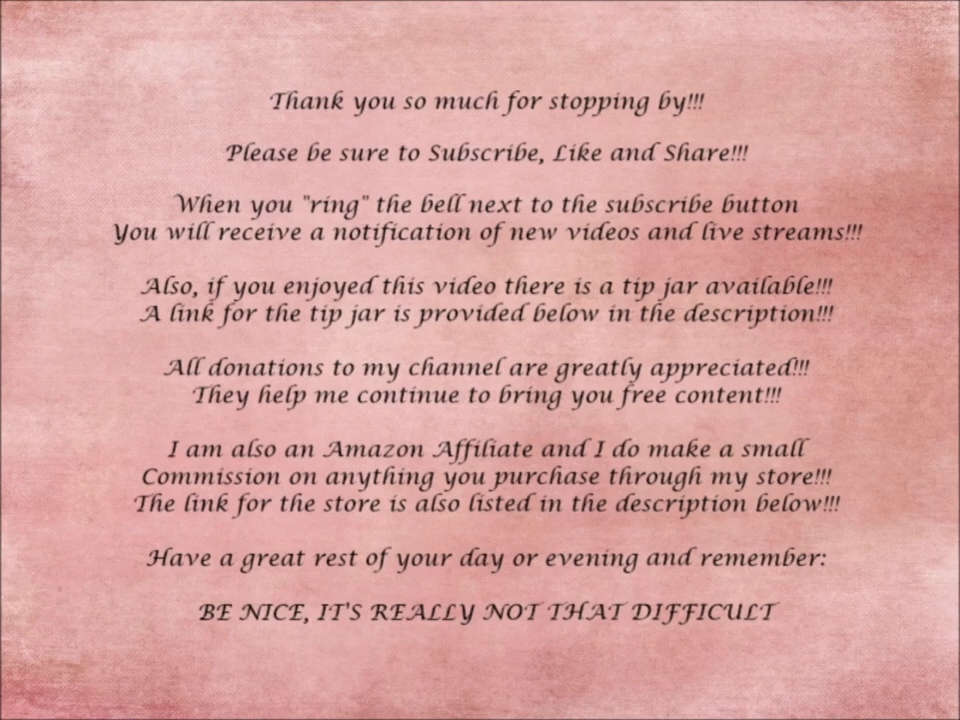 Thank you so much for stopping by!!!
Please be sure to Subscribe, Like and Share!!!
When you "ring" the bell next to the subscribe button
You will receive a notification of new videos and live streams!!!
Also, if you enjoyed this video there is a tip jar available!!!
A link for the tip jar is provided below in the description!!!
All donations to my channel are greatly appreciated!!!
They help me continue to bring you free content!!!
I am also an Amazon Affiliate and I do make a small
Commission on anything you purchase through my store!!!
The link for the store is also listed in the description below!!!
Have a great rest of your day or evening and remember:
BE NICE, IT'S REALLY NOT THAT DIFFICULT